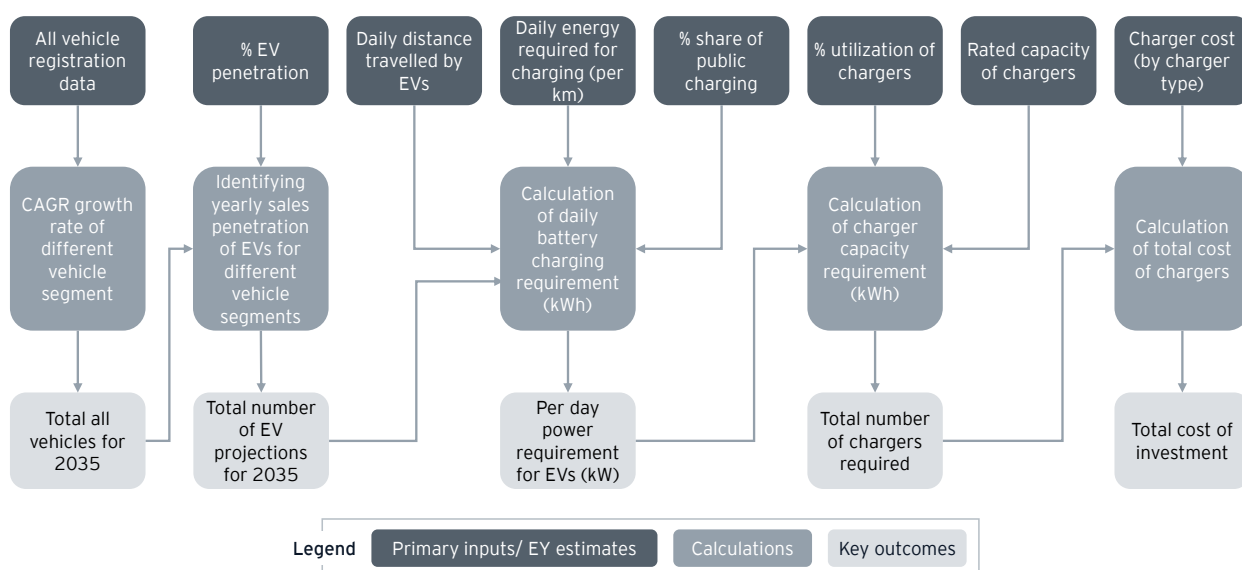 All vehicle
registration
data
% EV
penetration
Daily distance
travelled by
EVs
Daily energy
required for
charging (per
km)
% share of
public
charging
% utilization of
chargers
Rated capacity
of chargers
Charger cost
(by charger
type)
CAGR growth
rate of
different
vehicle
segment
Identifying
yearly sales
penetration
of EVs for
different
vehicle
segments
Calculation
of daily
battery
charging
requirement
(kWh)
Calculation
of charger
capacity
requirement
(kWh)
Calculation
of total cost
of chargers
Total all
vehicles for
2035
Total number
of EV
projections
for 2035
Per day
power
requirement
for EVs (kW)
Total number
of chargers
required
Total cost of
investment
Legend
Primary inputs/ EY estimates
Calculations
Key outcomes